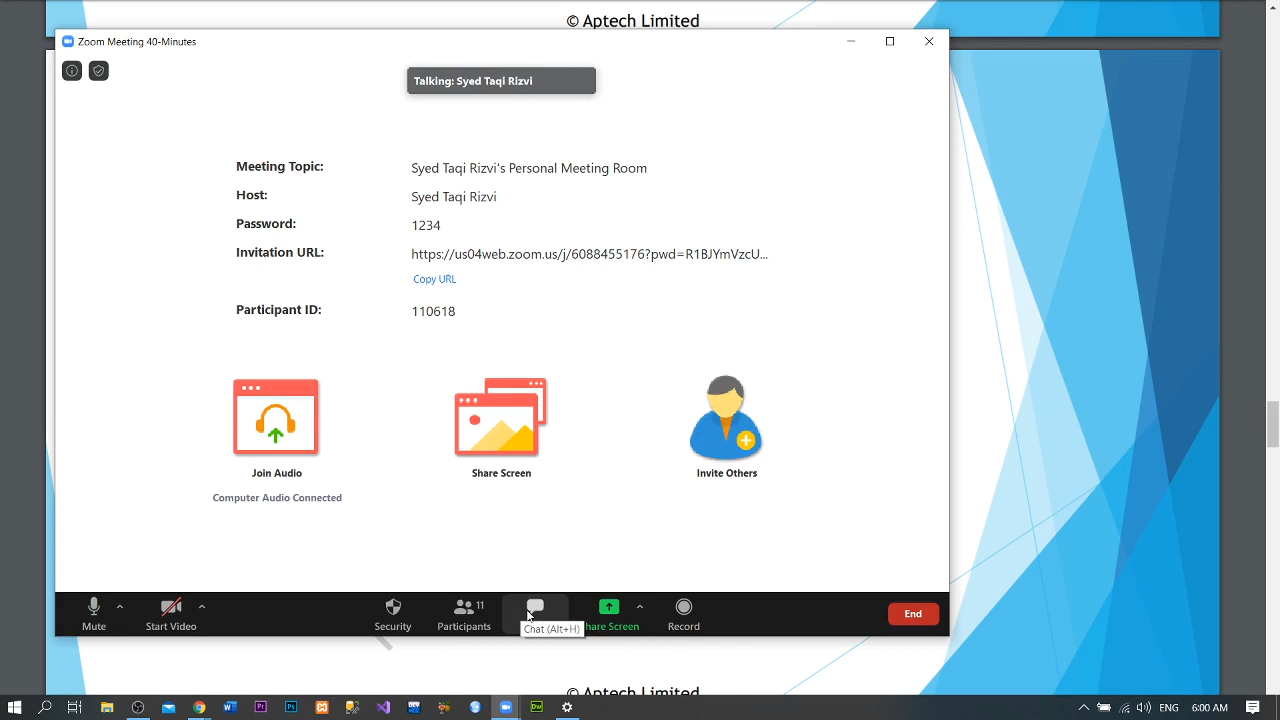 © Aptech Limited
Zoom Meeting 40-Minutes
Talking: Syed Taqi Rizvi
Meeting Topic: Syed Taqi Rizvi's Personal Meeting Room
Host: Syed Taqi Rizvi
Password: 1234
Invitation URL: https://us04web.zoom.us/j/6088455176?pwd=R1BJYmVzcU...
Copy URL
Participant ID: 110618
Join Audio Share Screen Invite Others
Computer Audio Connected
11
Mute Start Video Security Participants hare Screen Record End
Chat (Alt+H)
© Aptech Limited
W Pr Ps Dw ENG 6:00 AM